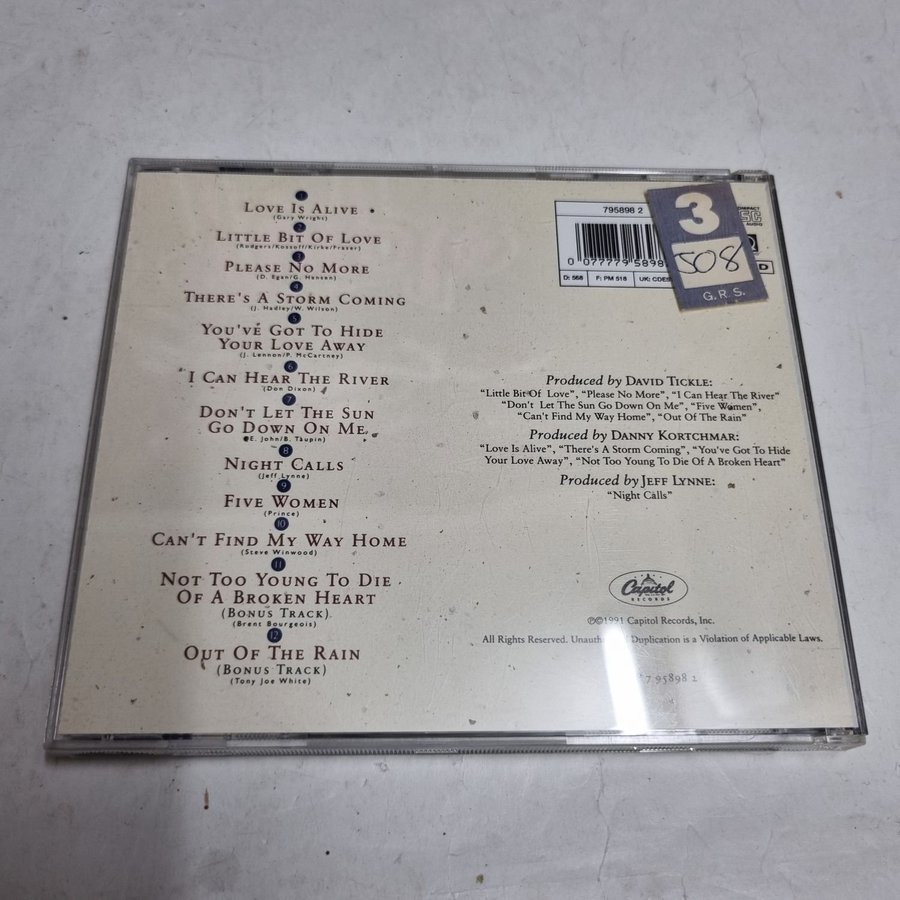 1
LOVE IS ALIVE
(Gary Wright)
2
LITTLE BIT OF LOVE
(Rodgers/Kossoff/Kirke/Fraser)
3
PLEASE NO MORE
(D. Egan/G. Hansen)
4
THERE'S A STORM COMING
(J. Hadley/W. Wilson)
5
YOU'VE GOT TO HIDE
YOUR LOVE AWAY
(J. Lennon/P. McCartney)
6
I CAN HEAR THE RIVER
(Don Dixon)
7
DON'T LET THE SUN
GO DOWN ON ME
(E. John/B. Taupin)
8
NIGHT CALLS
(Jeff Lynne)
9
FIVE WOMEN
(Prince)
10
CAN'T FIND MY WAY HOME
(Steve Winwood)
11
NOT TOO YOUNG TO DIE
OF A BROKEN HEART
(BONUS TRACK)
(Brent Bourgeois)
12
OUT OF THE RAIN
(BONUS TRACK)
(Tony Joe White)
795898 2
0 077779 5898
D: 568 F: PM 518 UK:
3
508
G.R.S.
Produced by DAVID TICKLE:
"Little Bit Of Love", "Please No More", "I Can Hear The River"
"Don't Let The Sun Go Down On Me", "Five Women",
"Can't Find My Way Home", "Out Of The Rain"
Produced by DANNY KORTCHMAR:
"Love Is Alive", "There's A Storm Coming", "You've Got To Hide
Your Love Away", "Not Too Young To Die Of A Broken Heart"
Produced by JEFF LYNNE:
"Night Calls"
Capitol
RECORDS
℗©1991 Capitol Records, Inc.
All Rights Reserved. Duplication is a Violation of Applicable Laws.
7 95898 2